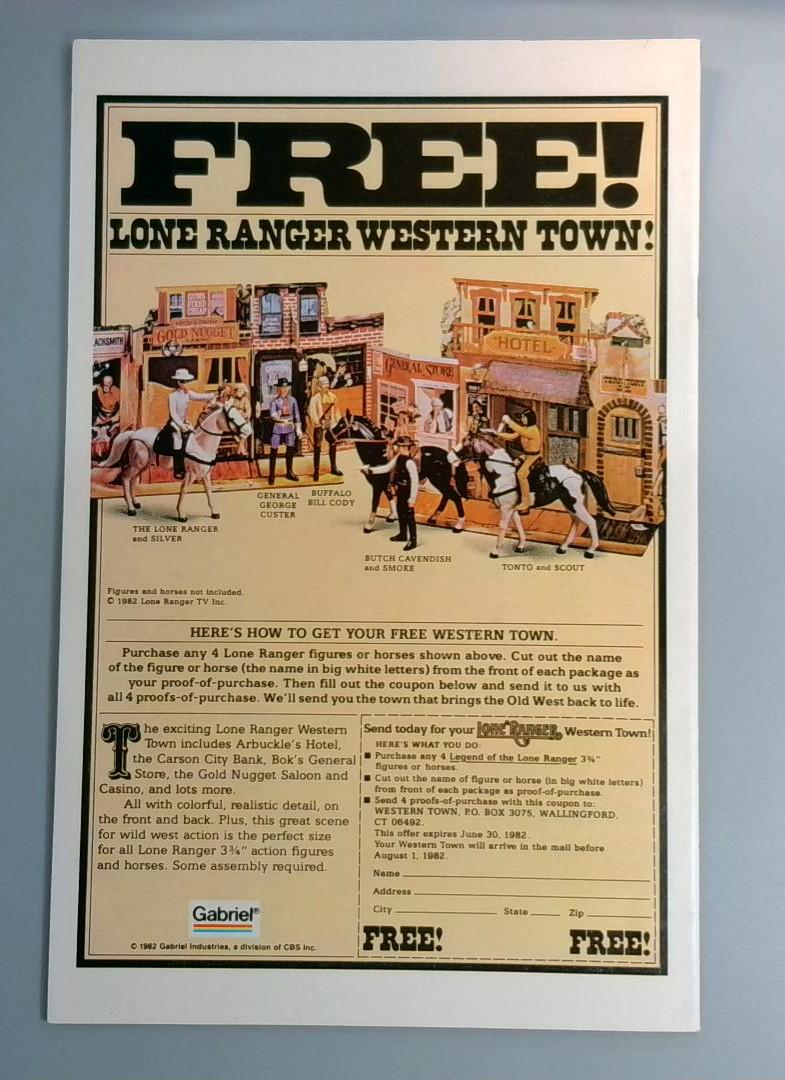 FREE!
LONE RANGER WESTERN TOWN!
GUNS
FIXED
CHEAP
GOLD NUGGET
ACKSMITH
"HOTEL"
GENERAL STORE
THE LONE RANGER
and SILVER
GENERAL
GEORGE
CUSTER
BUFFALO
BILL CODY
BUTCH CAVENDISH
and SMOKE
TONTO and SCOUT
Figures and horses not included.
© 1982 Lone Ranger TV Inc.
HERE'S HOW TO GET YOUR FREE WESTERN TOWN.
Purchase any 4 Lone Ranger figures or horses shown above. Cut out the name
of the figure or horse (the name in big white letters) from the front of each package as
your proof-of-purchase. Then fill out the coupon below and send it to us with
all 4 proofs-of-purchase. We'll send you the town that brings the Old West back to life.
The exciting Lone Ranger Western
Town includes Arbuckle's Hotel,
the Carson City Bank, Bok's General
Store, the Gold Nugget Saloon and
Casino, and lots more.
All with colorful, realistic detail, on
the front and back. Plus, this great scene
for wild west action is the perfect size
for all Lone Ranger 3¾" action figures
and horses. Some assembly required.
Gabriel®
© 1982 Gabriel Industries, a division of CBS Inc.
Send today for your LONE RANGER Western Town!
HERE'S WHAT YOU DO:
■ Purchase any 4 Legend of the Lone Ranger 3¾"
figures or horses.
■ Cut out the name of figure or horse (in big white letters)
from front of each package as proof-of-purchase.
■ Send 4 proofs-of-purchase with this coupon to:
WESTERN TOWN, P.O. BOX 3075, WALLINGFORD,
CT 06492.
This offer expires June 30, 1982.
Your Western Town will arrive in the mail before
August 1, 1982.
Name
Address
City State Zip
FREE! FREE!